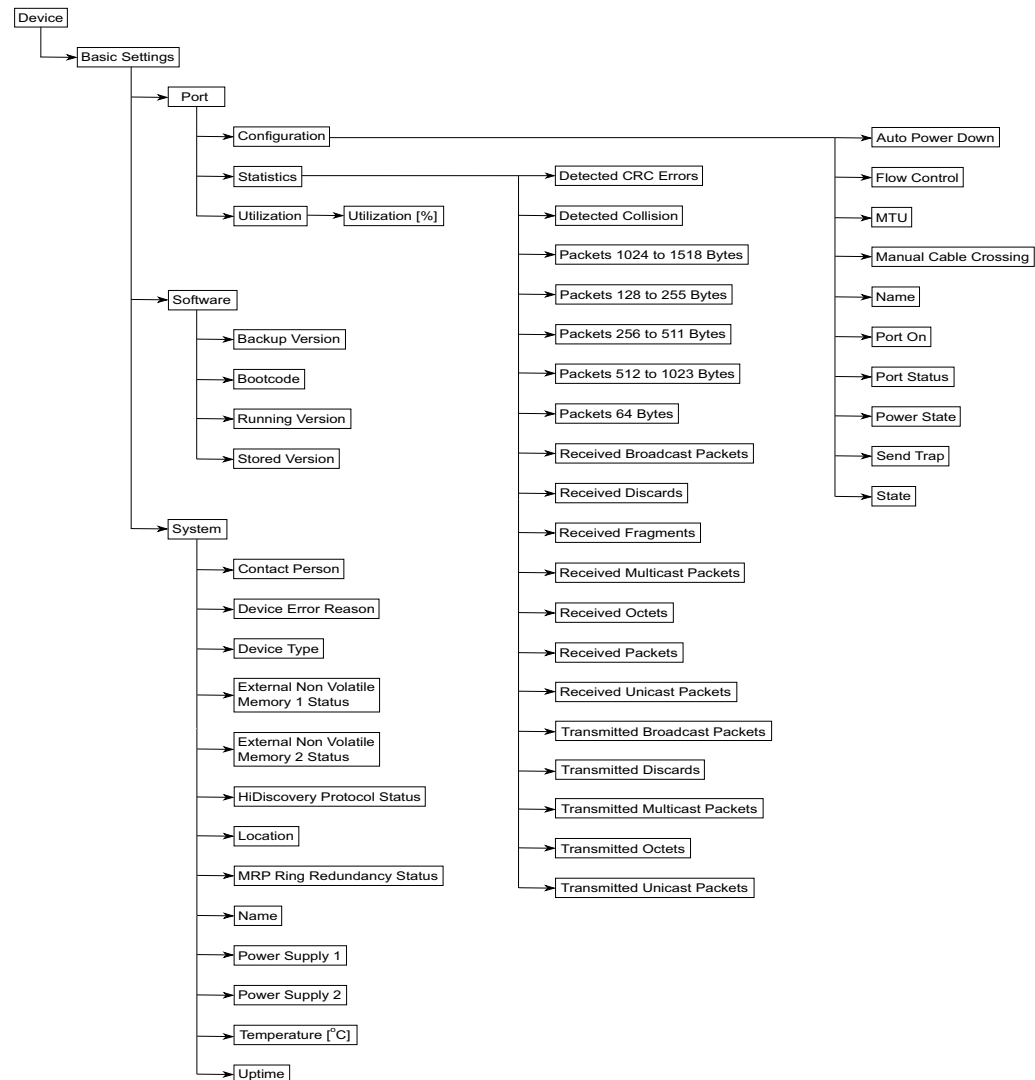 Device
Basic Settings
Port
Configuration
Statistics
Utilization
Utilization [%]
Auto Power Down
Flow Control
MTU
Manual Cable Crossing
Name
Port On
Port Status
Power State
Send Trap
State
Detected CRC Errors
Detected Collision
Packets 1024 to 1518 Bytes
Packets 128 to 255 Bytes
Packets 256 to 511 Bytes
Packets 512 to 1023 Bytes
Packets 64 Bytes
Received Broadcast Packets
Received Discards
Received Fragments
Received Multicast Packets
Received Octets
Received Packets
Received Unicast Packets
Transmitted Broadcast Packets
Transmitted Discards
Transmitted Multicast Packets
Transmitted Octets
Transmitted Unicast Packets
Software
Backup Version
Bootcode
Running Version
Stored Version
System
Contact Person
Device Error Reason
Device Type
External Non Volatile
Memory 1 Status
External Non Volatile
Memory 2 Status
HiDiscovery Protocol Status
Location
MRP Ring Redundancy Status
Name
Power Supply 1
Power Supply 2
Temperature [°C]
Uptime